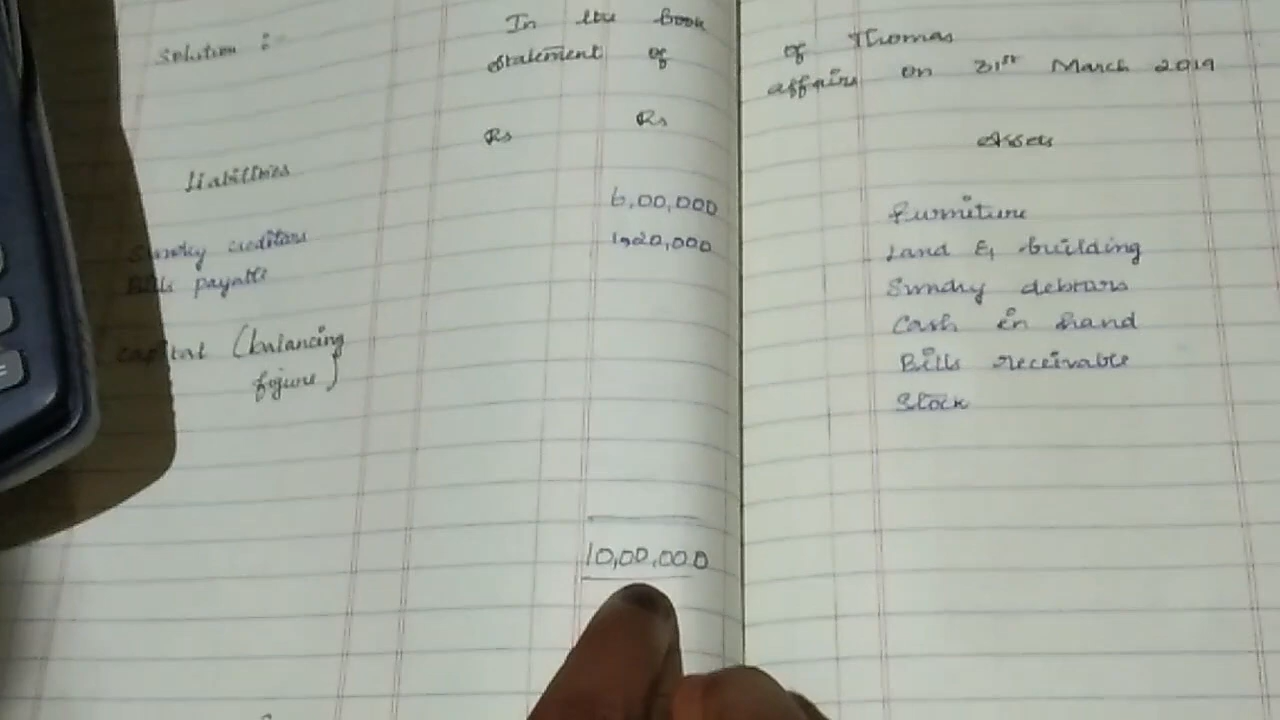 Solution :-
In the Book of Thomas
Statement of affairs on 31st March 2019
Liabilities Rs Rs Assets
Sundry creditors 6,00,000 Furniture
Bills payable 1,20,000 Land & building
Sundry debtors
Capital (balancing Cash in hand
figure) Bills receivable
Stock
10,00,000